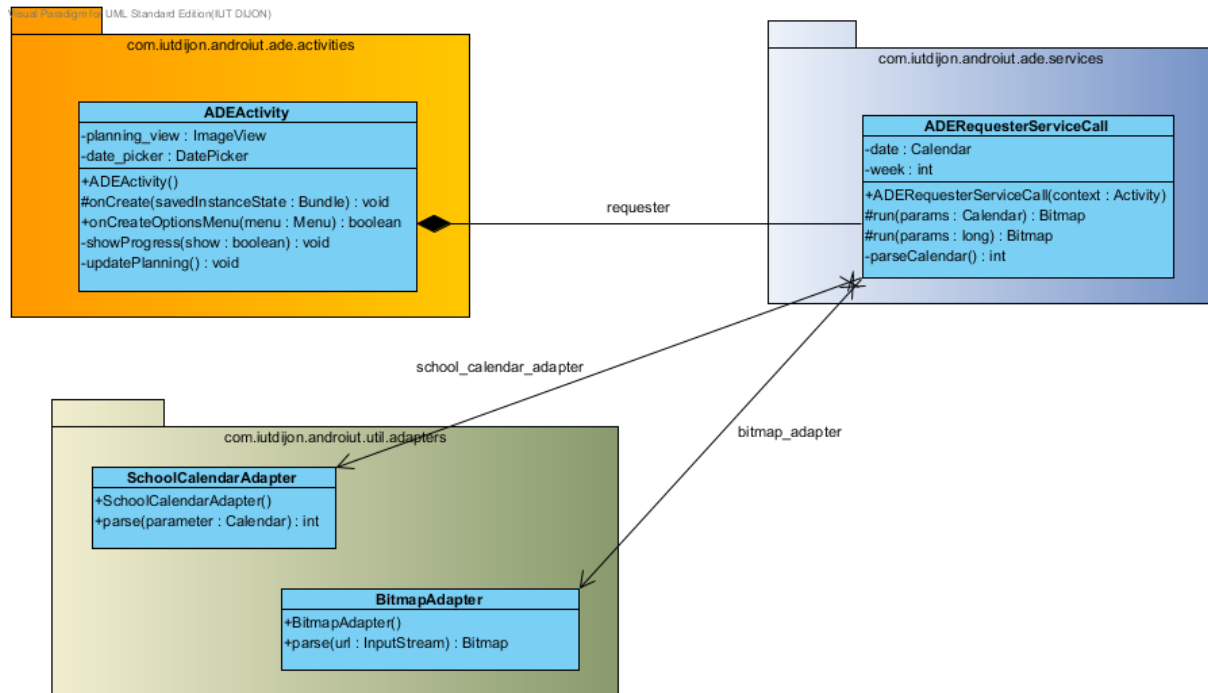 Visual Paradigm for UML Standard Edition(IUT DIJON)
com.iutdijon.androiut.ade.activities
ADEActivity
-planning_view : ImageView
-date_picker : DatePicker
+ADEActivity()
#onCreate(savedInstanceState : Bundle) : void
+onCreateOptionsMenu(menu : Menu) : boolean
-showProgress(show : boolean) : void
-updatePlanning() : void
requester
com.iutdijon.androiut.ade.services
ADERequesterServiceCall
-date : Calendar
-week : int
+ADERequesterServiceCall(context : Activity)
#run(params : Calendar) : Bitmap
#run(params : long) : Bitmap
-parseCalendar() : int
school_calendar_adapter
bitmap_adapter
com.iutdijon.androiut.util.adapters
SchoolCalendarAdapter
+SchoolCalendarAdapter()
+parse(parameter : Calendar) : int
BitmapAdapter
+BitmapAdapter()
+parse(url : InputStream) : Bitmap